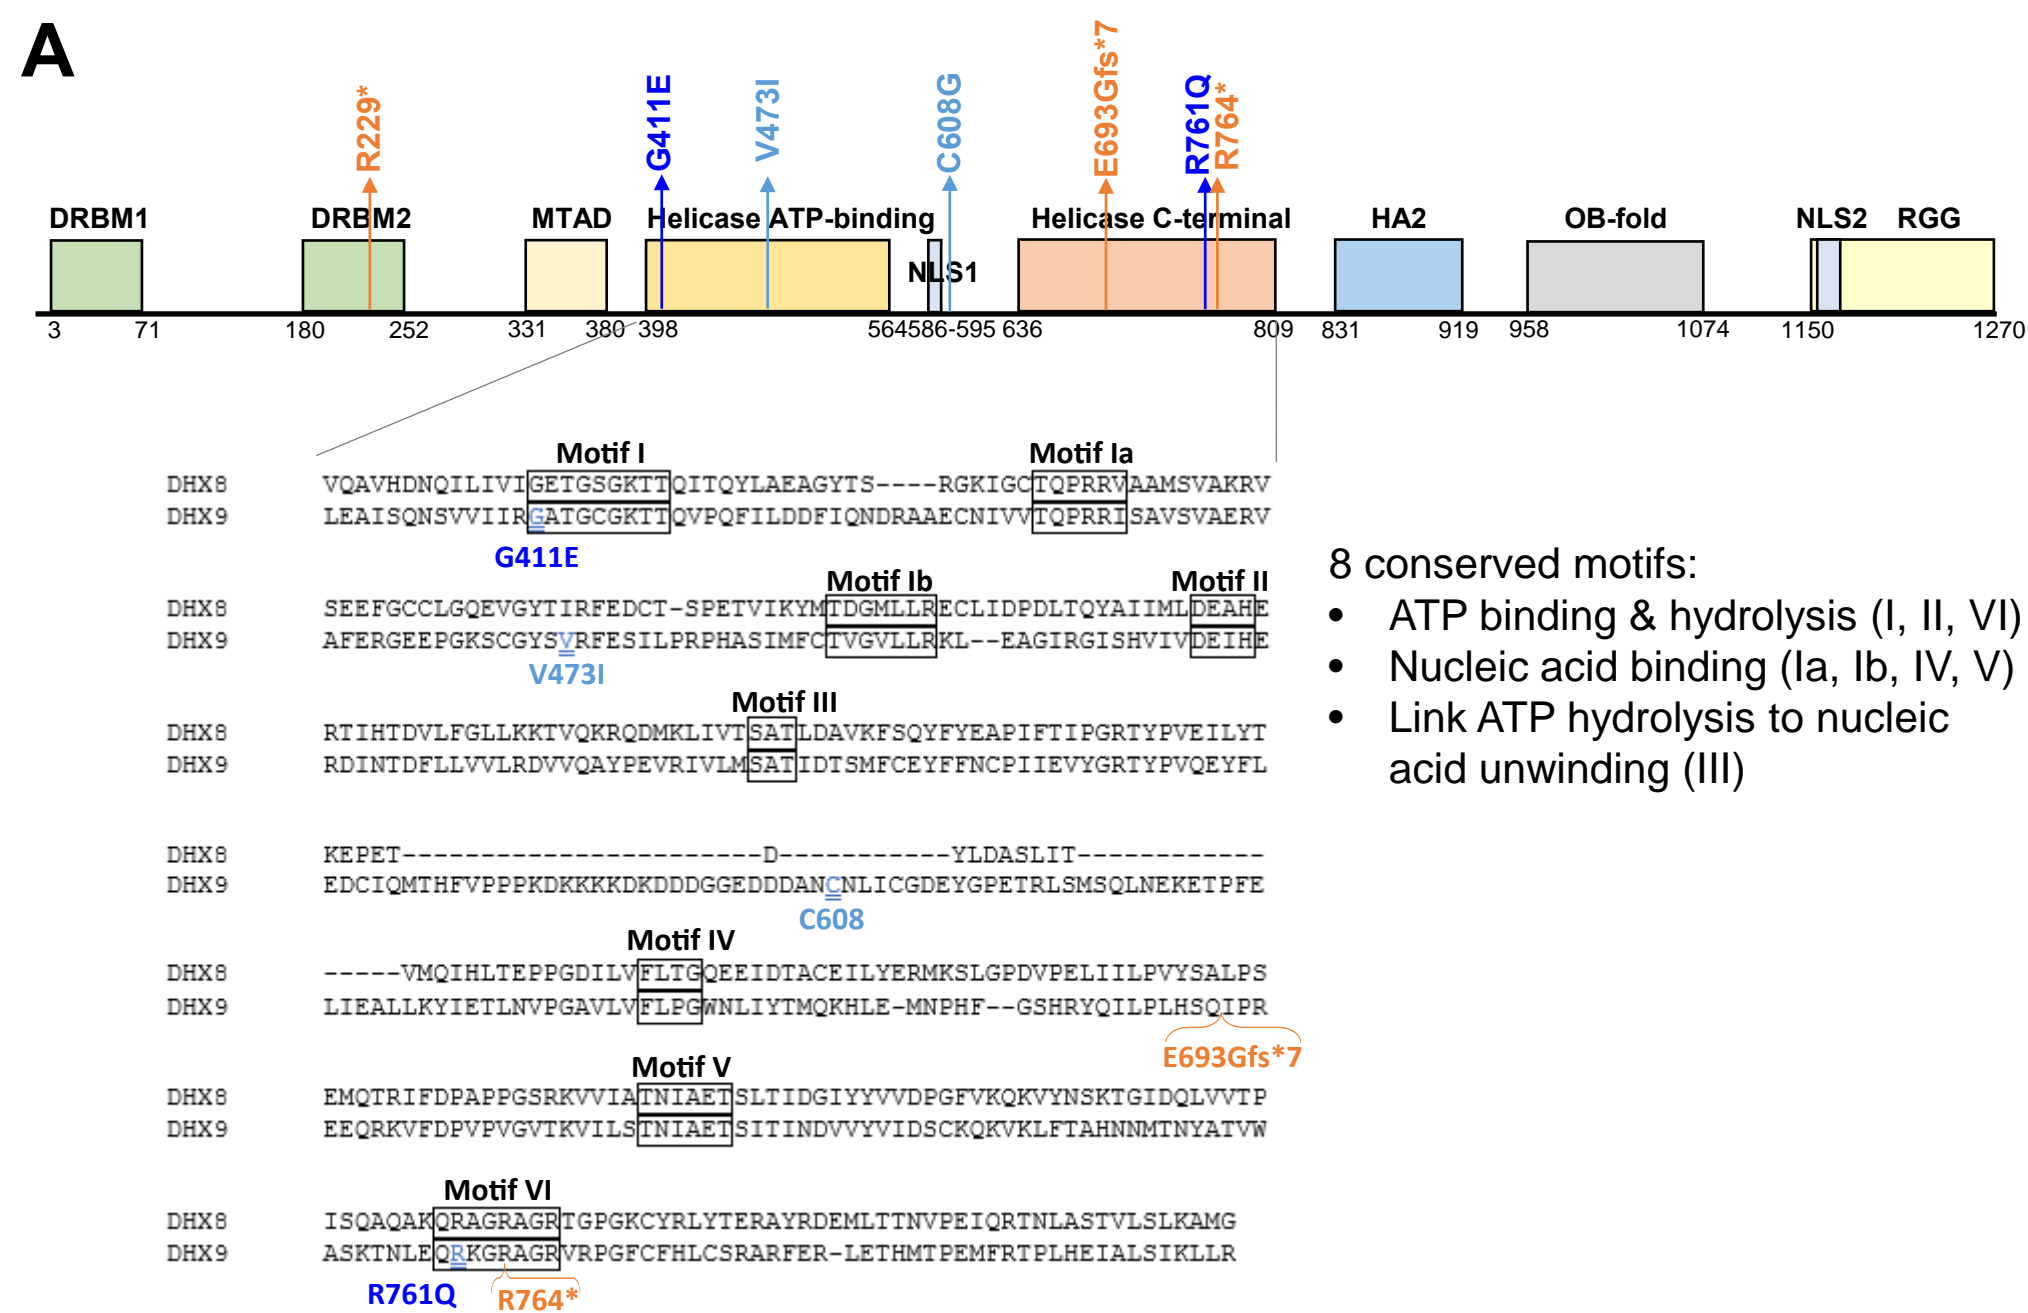 A
R229*
G411E
V473I
C608G
E693Gfs*7
R761Q
R764*
DRBM1
DRBM2
MTAD
Helicase ATP-binding
NLS1
Helicase C-terminal
HA2
OB-fold
NLS2
RGG
3 71 180 252 331 380 398 564 586-595 636 809 831 919 958 1074 1150 1270
Motif I Motif Ia
DHX8 VQAVHDNQILIVIGETGSGKTTQITQYLAEAGYTS----RGKIGCTQPRRVAAMSVAKRV
DHX9 LEAISQNSVVIIRGATGCGKTTQVPQFILDDFIQNDRAAECNIVVTQPRRISAVSVAERV
G411E
Motif Ib Motif II
DHX8 SEEFGCCLGQEVGYTIRFEDCT-SPETVIKYMTDGMLLRECLIDPDLTQYAIIMLDEAHE
DHX9 AFERGEEPGKSCGYSVRFESILPRPHASIMFCTVGVLLRKL--EAGIRGISHVIVDEIHE
V473I
Motif III
DHX8 RTIHTDVLFGLLKKTVQKRQDMKLIVTSATLDAVKFSQYFYEAPIFTIPGRTYPVEILYT
DHX9 RDINTDFLLVVLRDVVQAYPEVRIVLMSATIDTSMFCEYFFNCPIIEVYGRTYPVQEYFL
DHX8 KEPET-----------------------D-----------YLDASLIT------------
DHX9 EDCIQMTHFVPPPKDKKKKDKDDDGGEDDDANCNLICGDEYGPETRLSMSQLNEKETPFE
C608
Motif IV
DHX8 -----VMQIHLTEPPGDILVFLTGQEEIDTACEILYERMKSLGPDVPELIILPVYSALPS
DHX9 LIEALLKYIETLNVPGAVLVFLPGWNLIYTMQKHLE-MNPHF--GSHRYQILPLHSQIPR
E693Gfs*7
Motif V
DHX8 EMQTRIFDPAPPGSRKVVIATNIAETSLTIDGIYYVVDPGFVKQKVYNSKTGIDQLVVTP
DHX9 EEQRKVFDPVPVGVTKVILSTNIAETSITINDVVYVIDSCKQKVKLFTAHNNMTNYATVW
Motif VI
DHX8 ISQAQAKQRAGRAGRTGPGKCYRLYTERAYRDEMLTTNVPEIQRTNLASTVLSLKAMG
DHX9 ASKTNLEQRKGRAGRVRPGFCFHLCSRARFER-LETHMTPEMFRTPLHEIALSIKLLR
R761Q R764*
8 conserved motifs:
• ATP binding & hydrolysis (I, II, VI)
• Nucleic acid binding (Ia, Ib, IV, V)
• Link ATP hydrolysis to nucleic
acid unwinding (III)